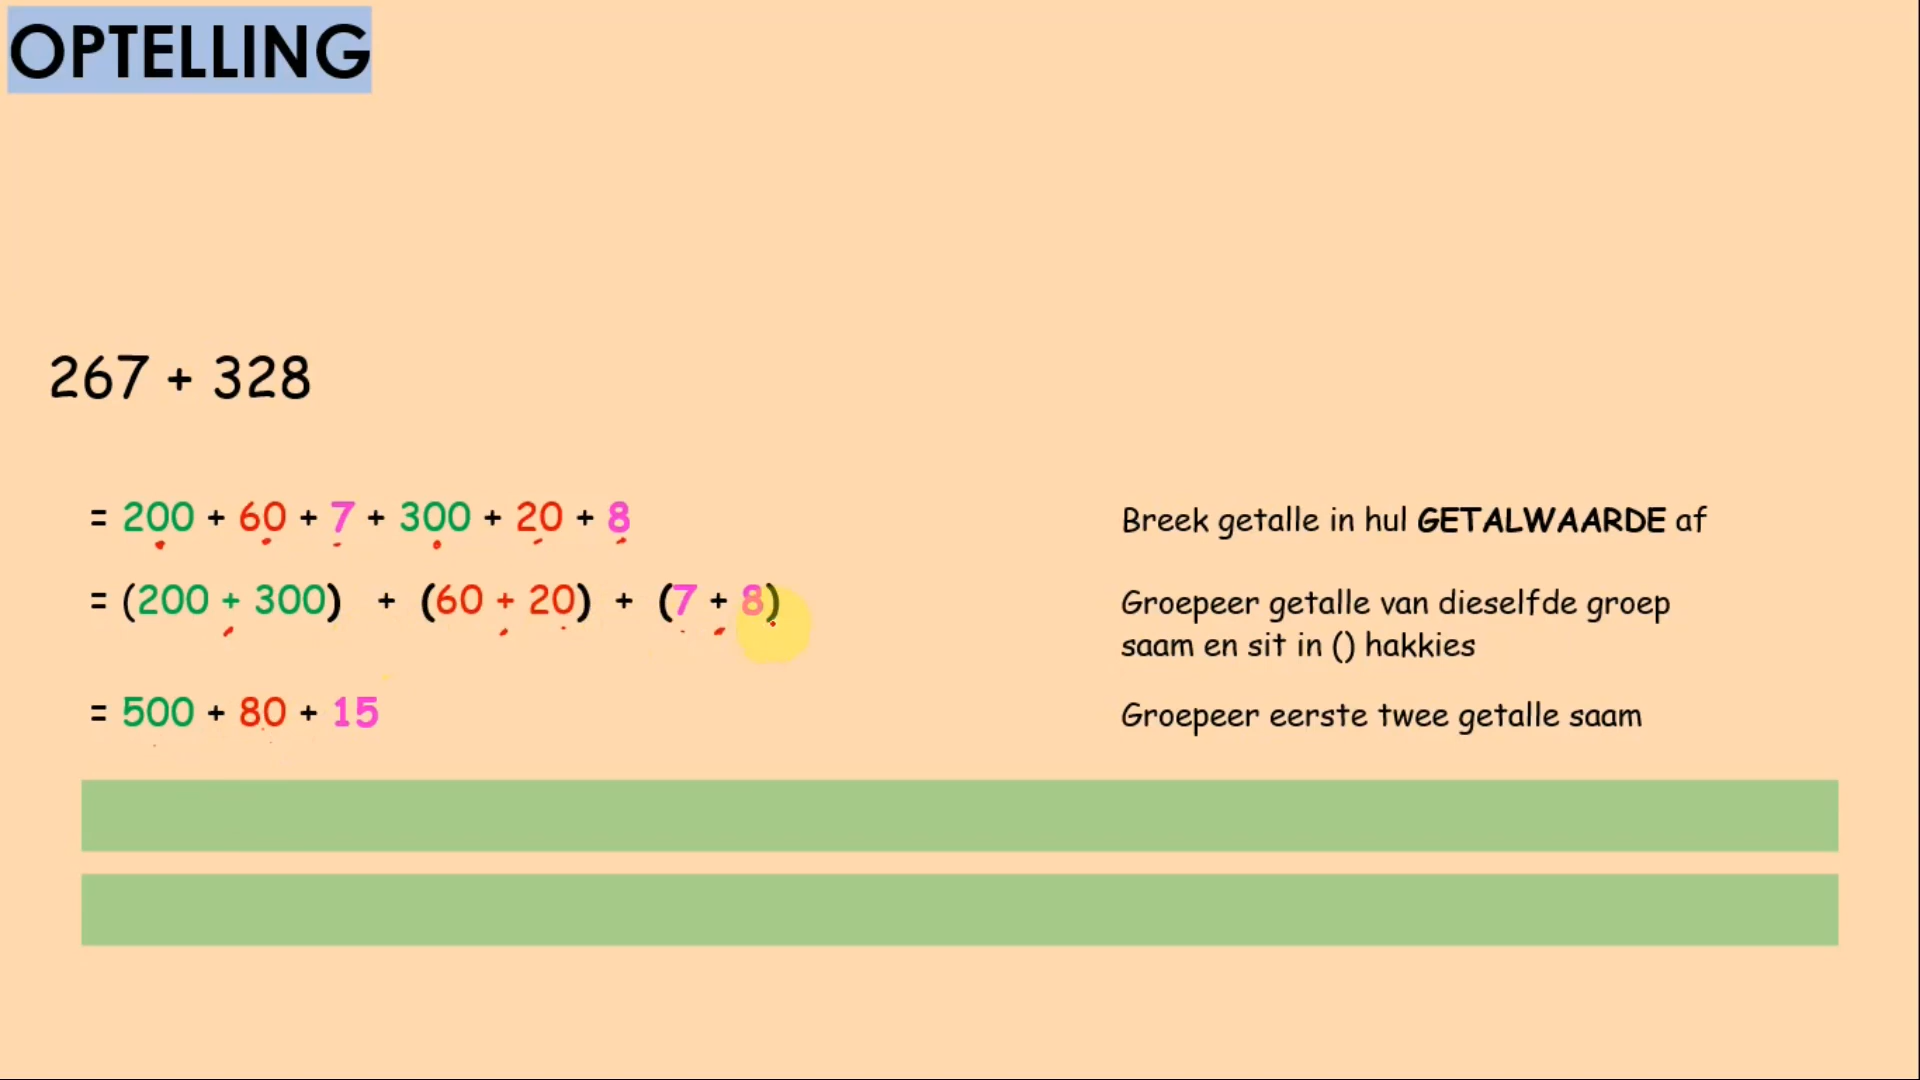 OPTELLING
267 + 328
= 200 + 60 + 7 + 300 + 20 + 8
Breek getalle in hul GETALWAARDE af
= (200 + 300) + (60 + 20) + (7 + 8)
Groepeer getalle van dieselfde groep
saam en sit in () hakkies
= 500 + 80 + 15
Groepeer eerste twee getalle saam